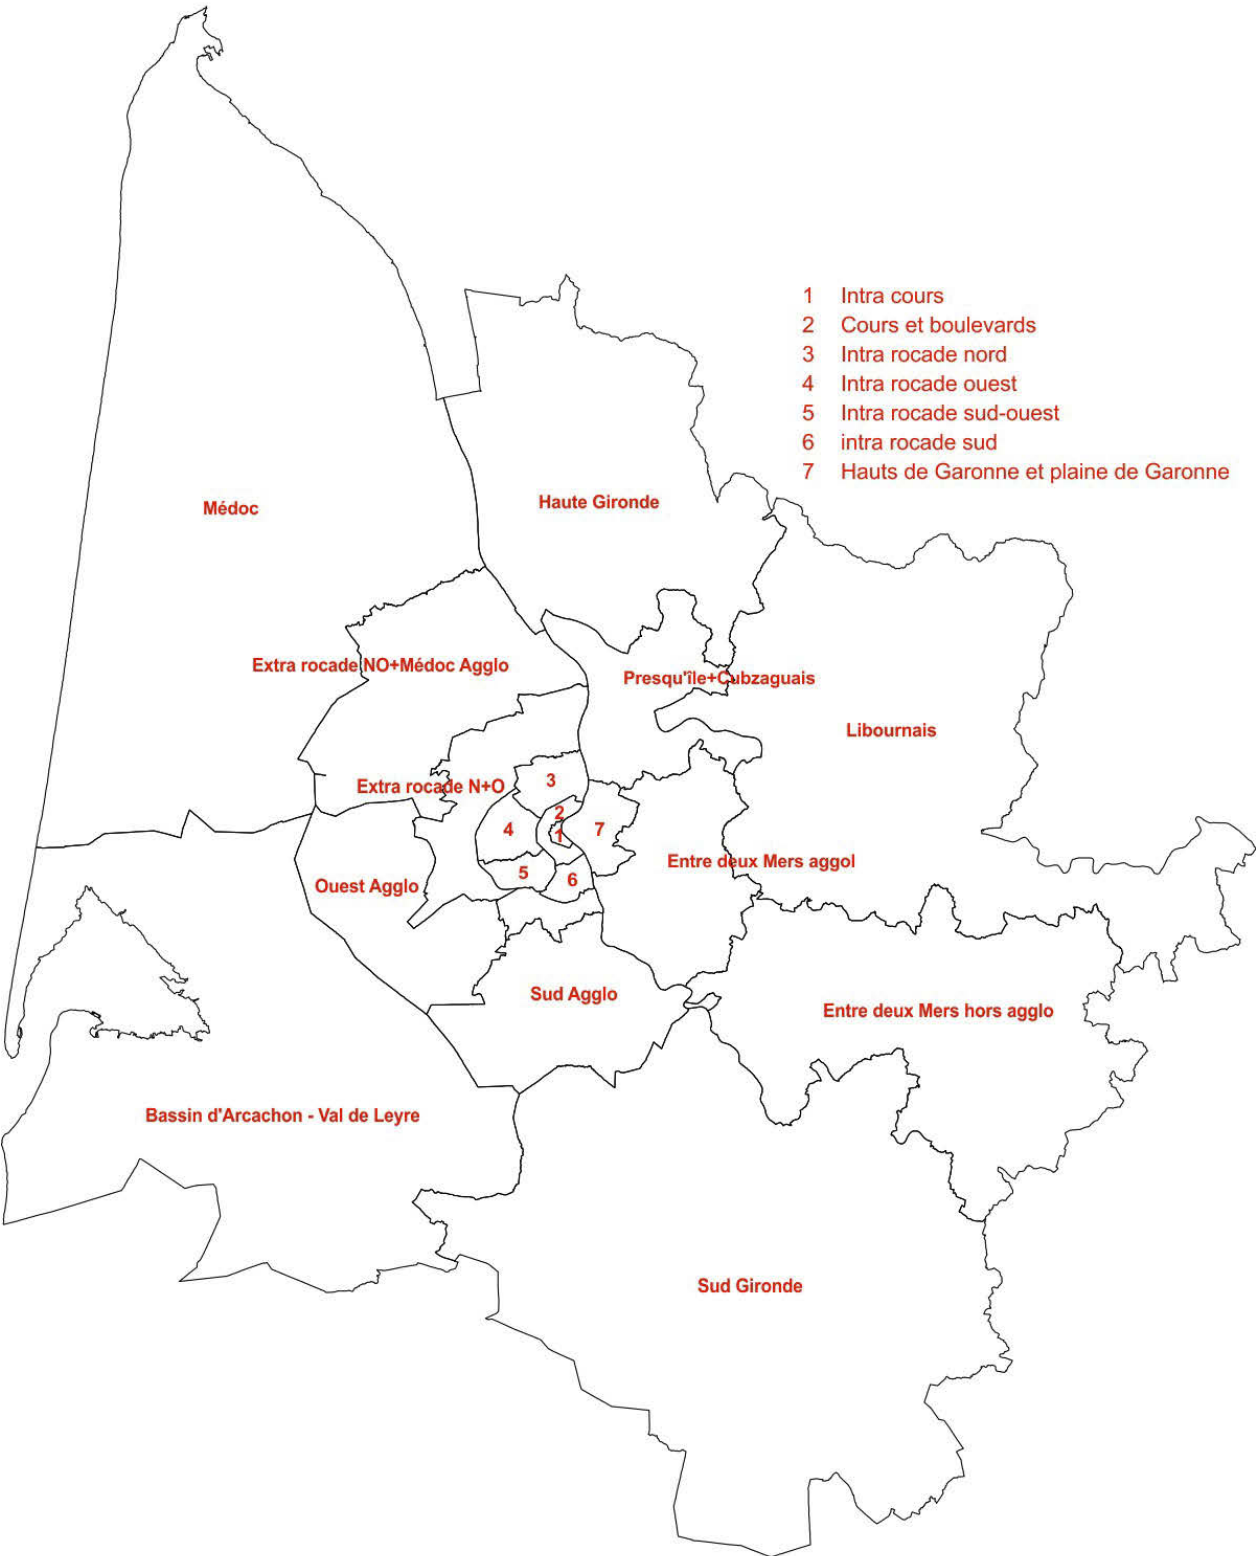 1 Intra cours
2 Cours et boulevards
3 Intra rocade nord
4 Intra rocade ouest
5 Intra rocade sud-ouest
6 intra rocade sud
7 Hauts de Garonne et plaine de Garonne
Haute Gironde
Médoc
Extra rocade NO+Médoc Agglo
Presqu'île+Cubzaguais
Libournais
Extra rocade N+O
3
2
4
1
7
Entre deux Mers aggol
5
6
Ouest Agglo
Sud Agglo
Entre deux Mers hors agglo
Bassin d'Arcachon - Val de Leyre
Sud Gironde